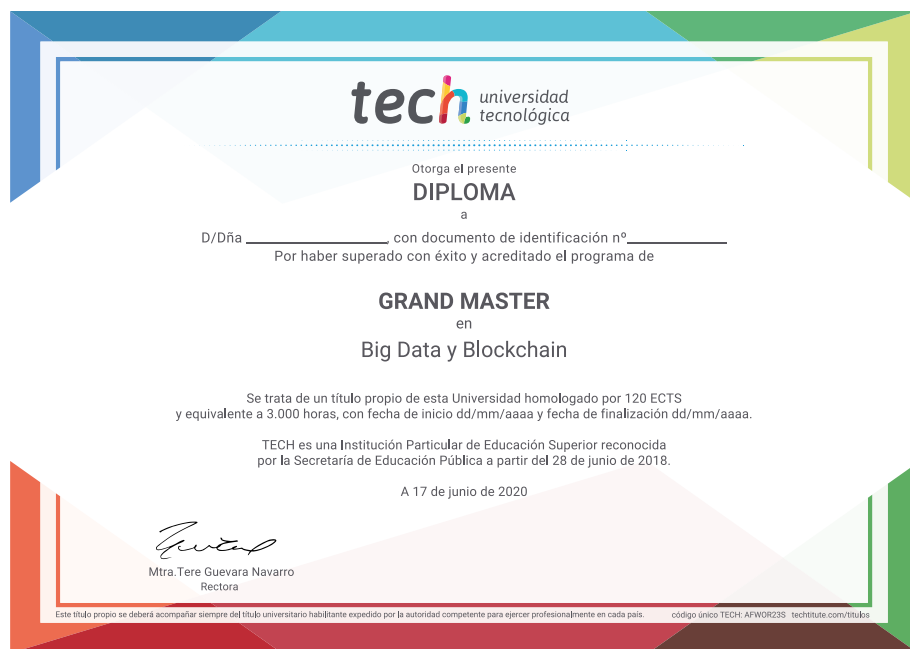 tech universidad
tecnológica
Otorga el presente
DIPLOMA
a
D/Dña ________________, con documento de identificación nº____________
Por haber superado con éxito y acreditado el programa de
GRAND MASTER
en
Big Data y Blockchain
Se trata de un título propio de esta Universidad homologado por 120 ECTS
y equivalente a 3.000 horas, con fecha de inicio dd/mm/aaaa y fecha de finalización dd/mm/aaaa.
TECH es una Institución Particular de Educación Superior reconocida
por la Secretaría de Educación Pública a partir del 28 de junio de 2018.
A 17 de junio de 2020
Mtra.Tere Guevara Navarro
Rectora
Este título propio se deberá acompañar siempre del título universitario habilitante expedido por la autoridad competente para ejercer profesionalmente en cada país. código único TECH: AFWOR23S techtitute.com/titulos